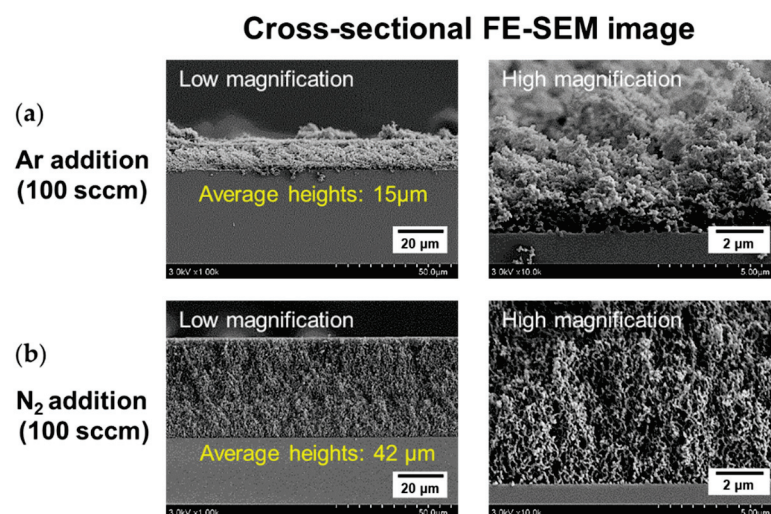 Cross-sectional FE-SEM image
(a)
Ar addition
(100 sccm)
Low magnification
Average heights: 15μm
20 μm
3.0kV x1.00k 50.0μm
High magnification
2 μm
3.0kV x10.0k 5.00μm
(b)
N₂ addition
(100 sccm)
Low magnification
Average heights: 42 μm
20 μm
3.0kV x1.00k 50.0μm
High magnification
2 μm
3.0kV x10.0k 5.00μm